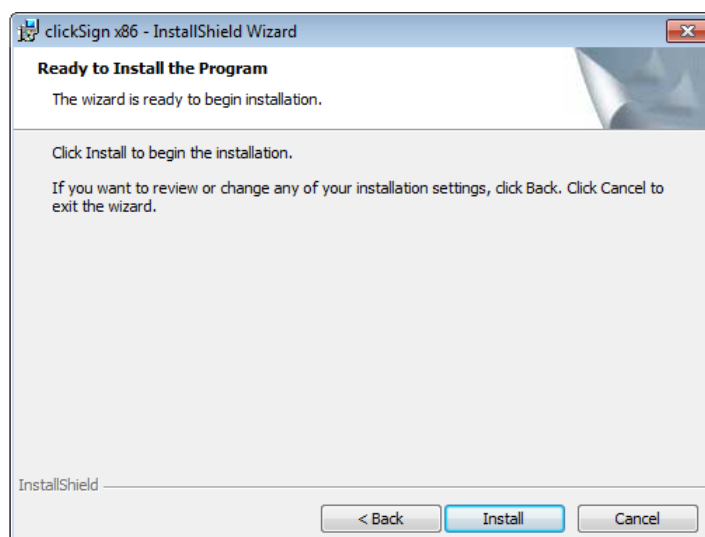 clickSign x86 - InstallShield Wizard
Ready to Install the Program
The wizard is ready to begin installation.
Click Install to begin the installation.
If you want to review or change any of your installation settings, click Back. Click Cancel to
exit the wizard.
InstallShield
< Back
Install
Cancel